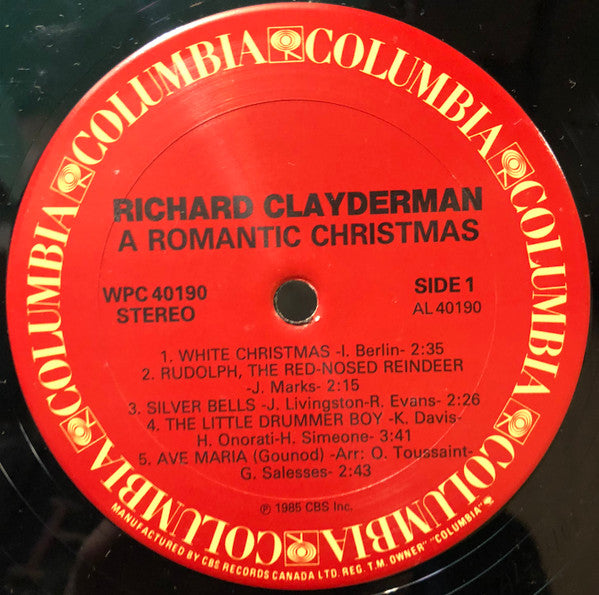 COLUMBIA COLUMBIA COLUMBIA COLUMBIA COLUMBIA COLUMBIA
RICHARD CLAYDERMAN
A ROMANTIC CHRISTMAS
WPC 40190 SIDE 1
STEREO AL 40190
1. WHITE CHRISTMAS -I. Berlin- 2:35
2. RUDOLPH, THE RED-NOSED REINDEER
-J. Marks- 2:15
3. SILVER BELLS -J. Livingston-R. Evans- 2:26
4. THE LITTLE DRUMMER BOY -K. Davis-
H. Onorati-H. Simeone- 3:41
5. AVE MARIA (Gounod) -Arr: O. Toussaint-
G. Salesses- 2:43
℗ 1985 CBS Inc.
MANUFACTURED BY CBS RECORDS CANADA LTD. REG. T.M. OWNER" "COLUMBIA"